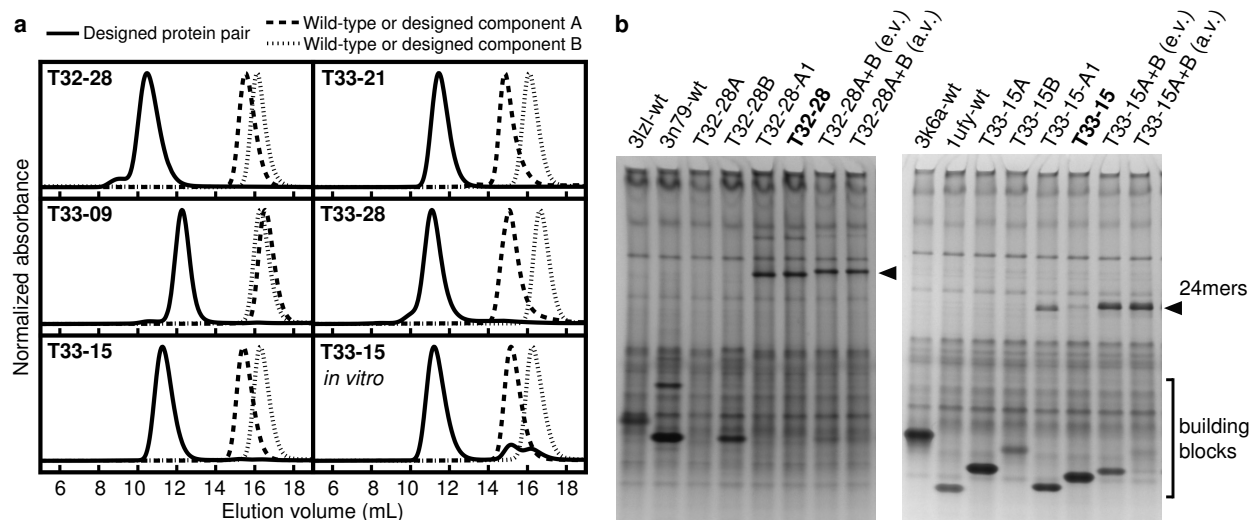 a
Designed protein pair
Wild-type or designed component A
Wild-type or designed component B
T32-28
T33-21
T33-09
T33-28
T33-15
T33-15
in vitro
Normalized absorbance
6 8 10 12 14 16 18
6 8 10 12 14 16 18
Elution volume (mL)
b
3lzl-wt
3n79-wt
T32-28A
T32-28B
T32-28-A1
T32-28
T32-28A+B (e.v.)
T32-28A+B (a.v.)
3k6a-wt
1ufy-wt
T33-15A
T33-15B
T33-15-A1
T33-15
T33-15A+B (e.v.)
T33-15A+B (a.v.)
24mers
building
blocks